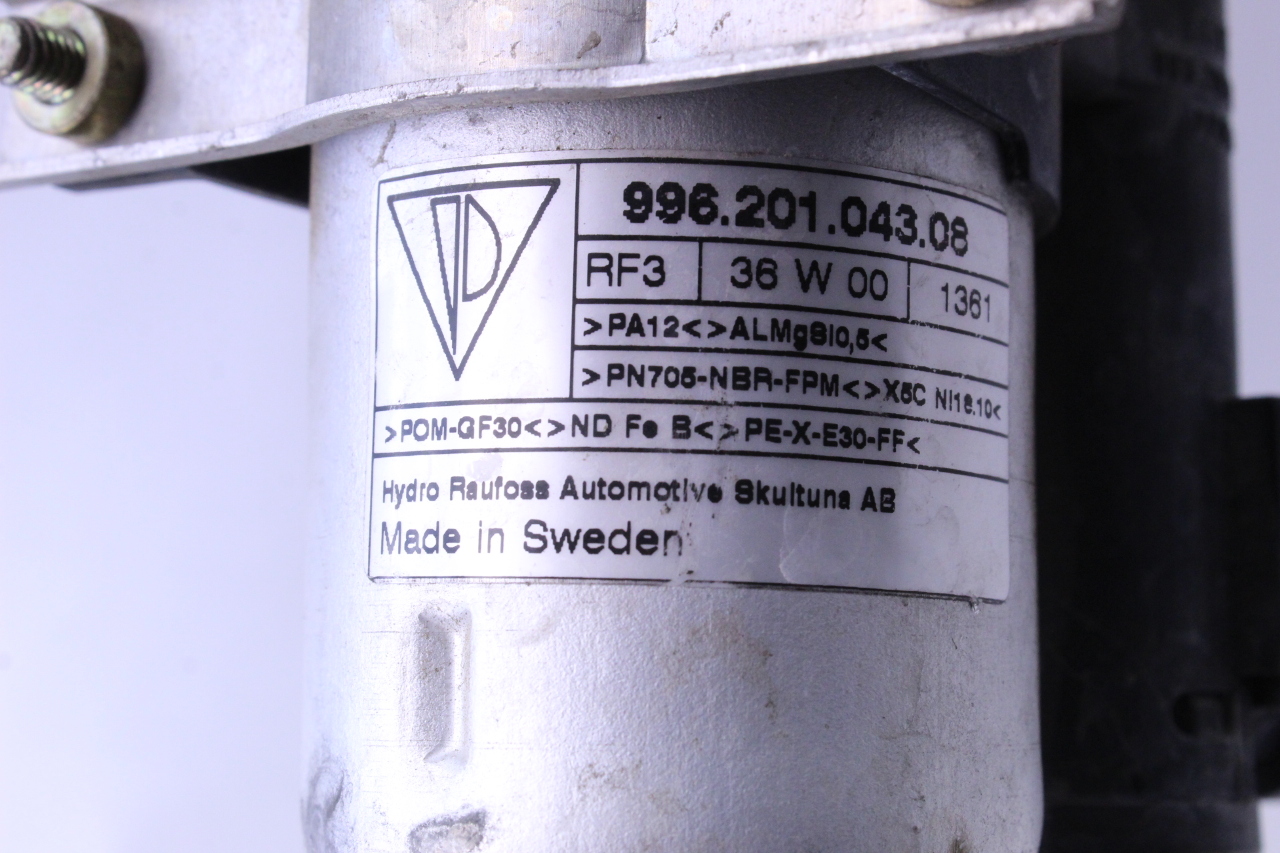 996.201.043.08
RF3 36 W 00 1361
>PA12<>ALMgSi0,5<
>PN705-NBR-FPM<>X5C NI18.10<
>POM-GF30<>ND Fe B<>PE-X-E30-FF<
Hydro Raufoss Automotive Skultuna AB
Made in Sweden